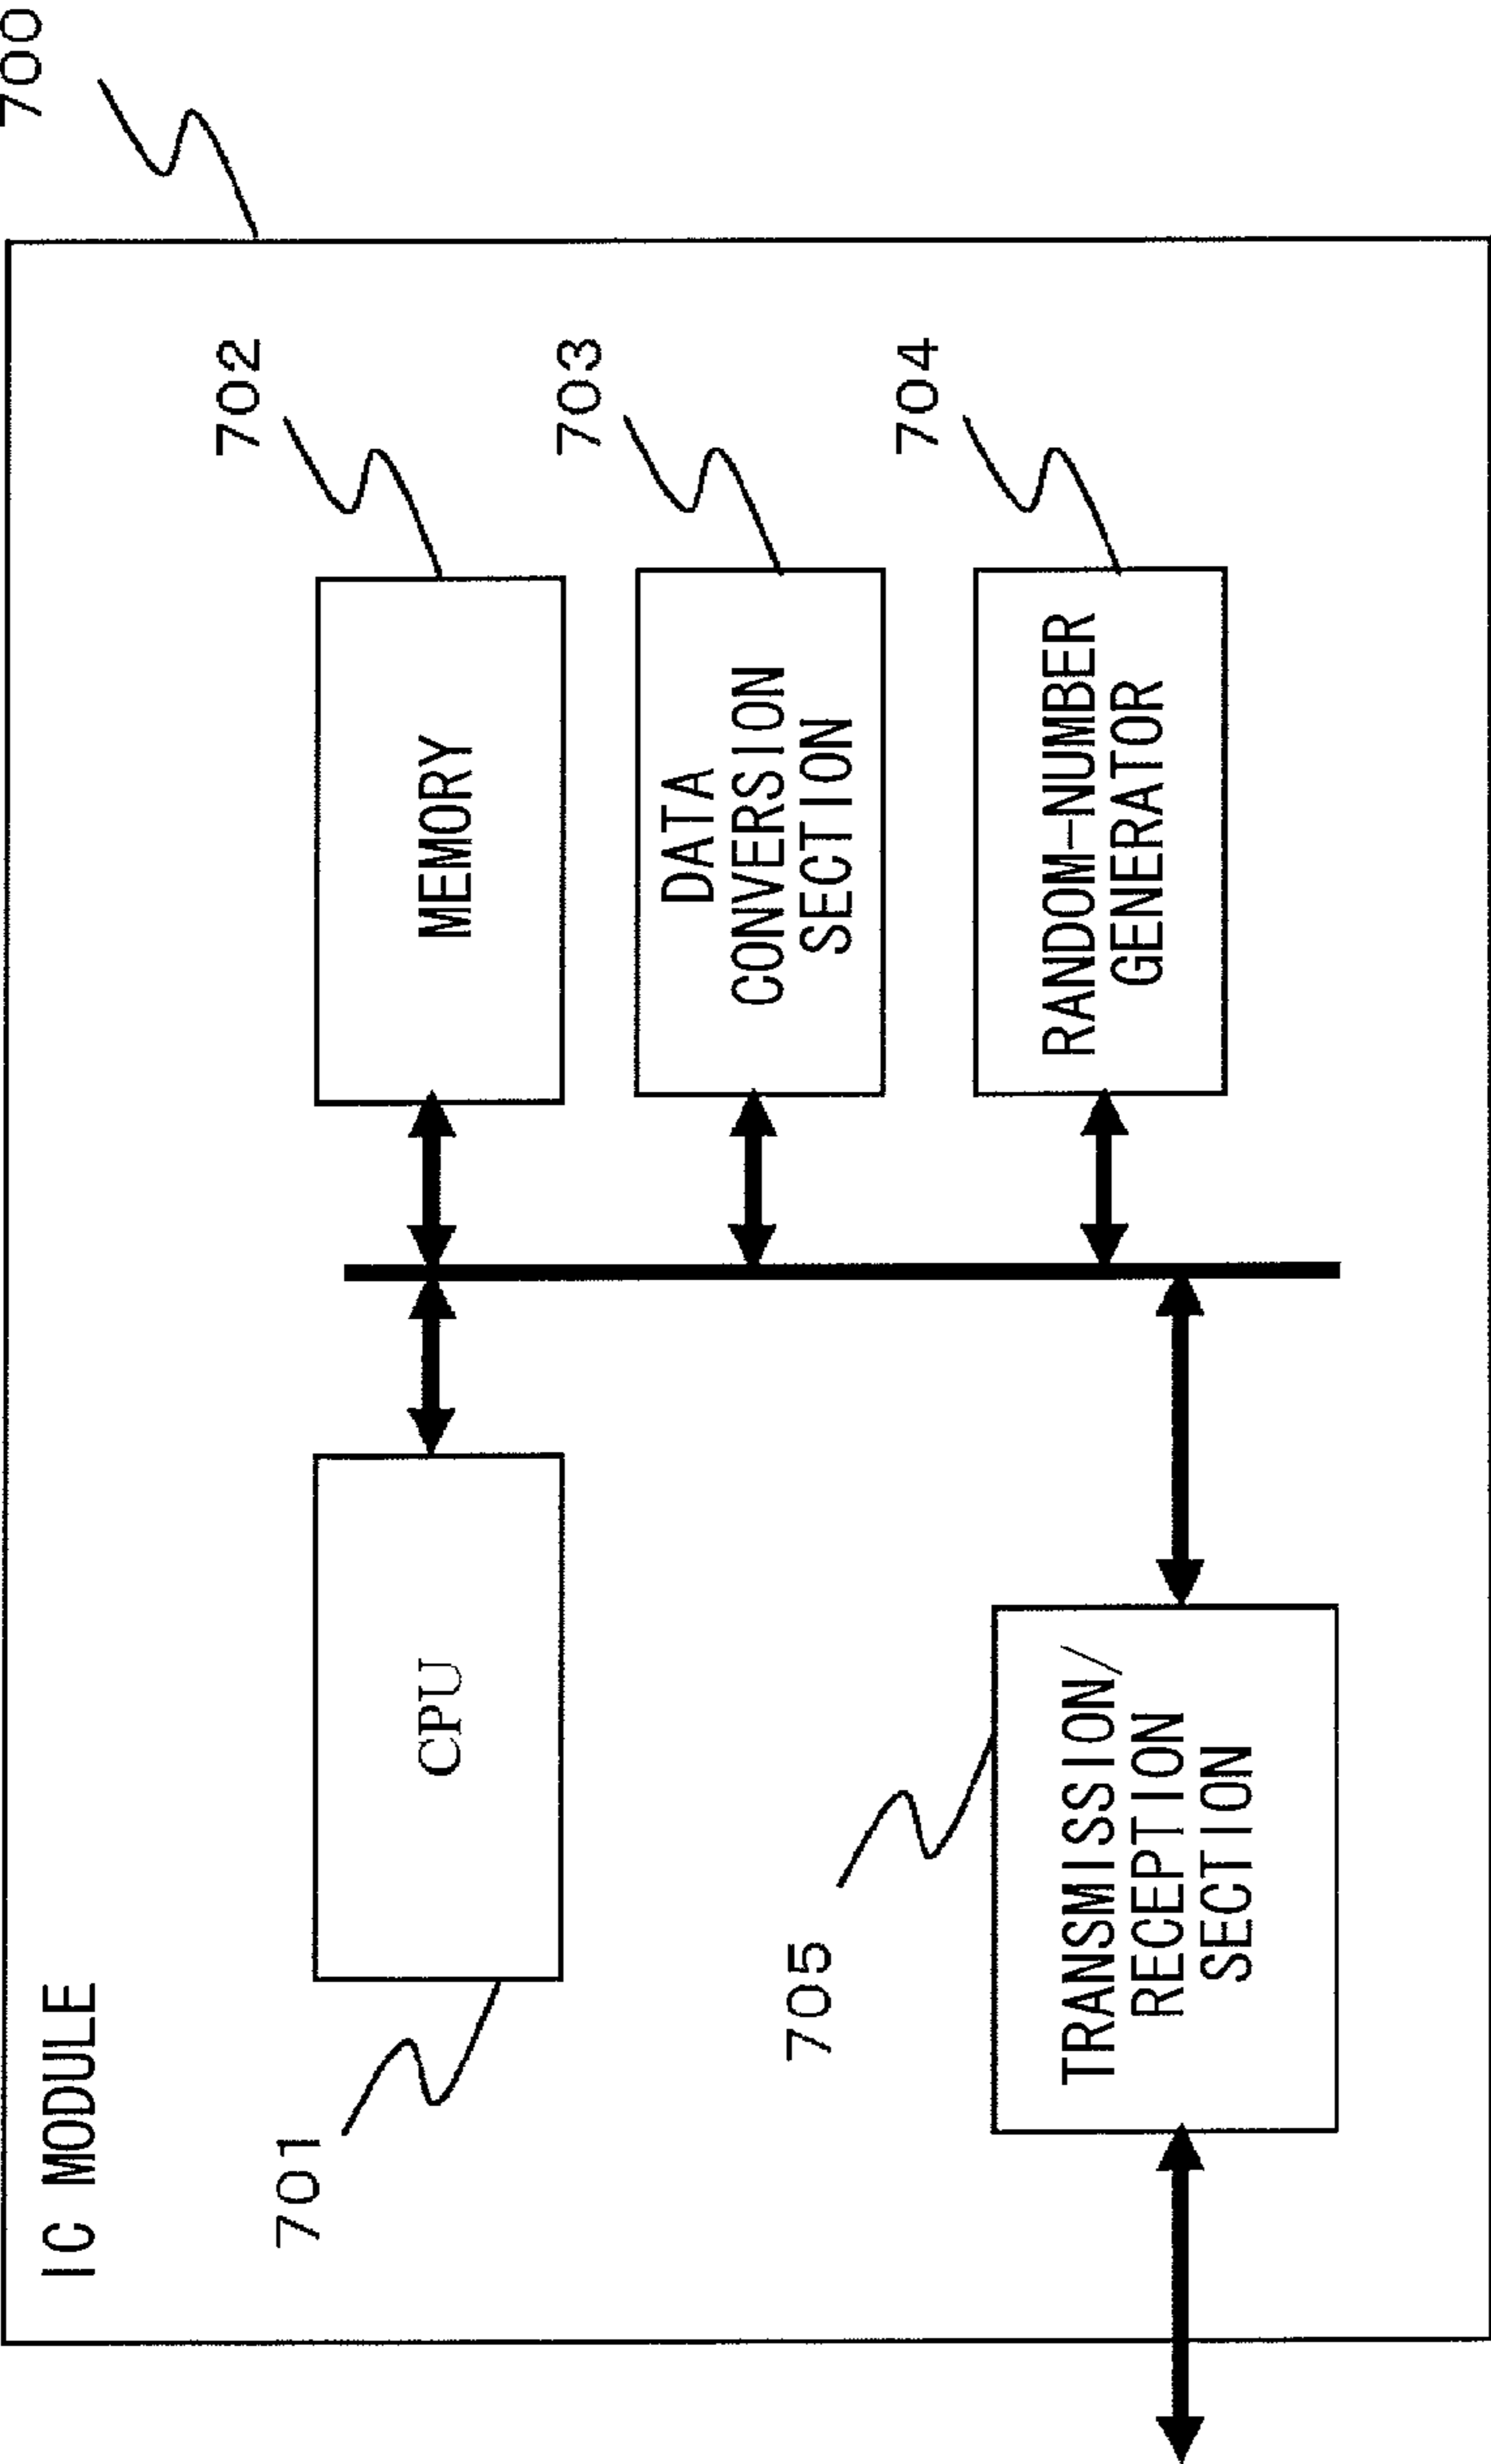 700
IC MODULE
701
CPU
702
MEMORY
703
DATA
CONVERSION
SECTION
705
TRANSMISSION/
RECEPTION
SECTION
704
RANDOM-NUMBER
GENERATOR